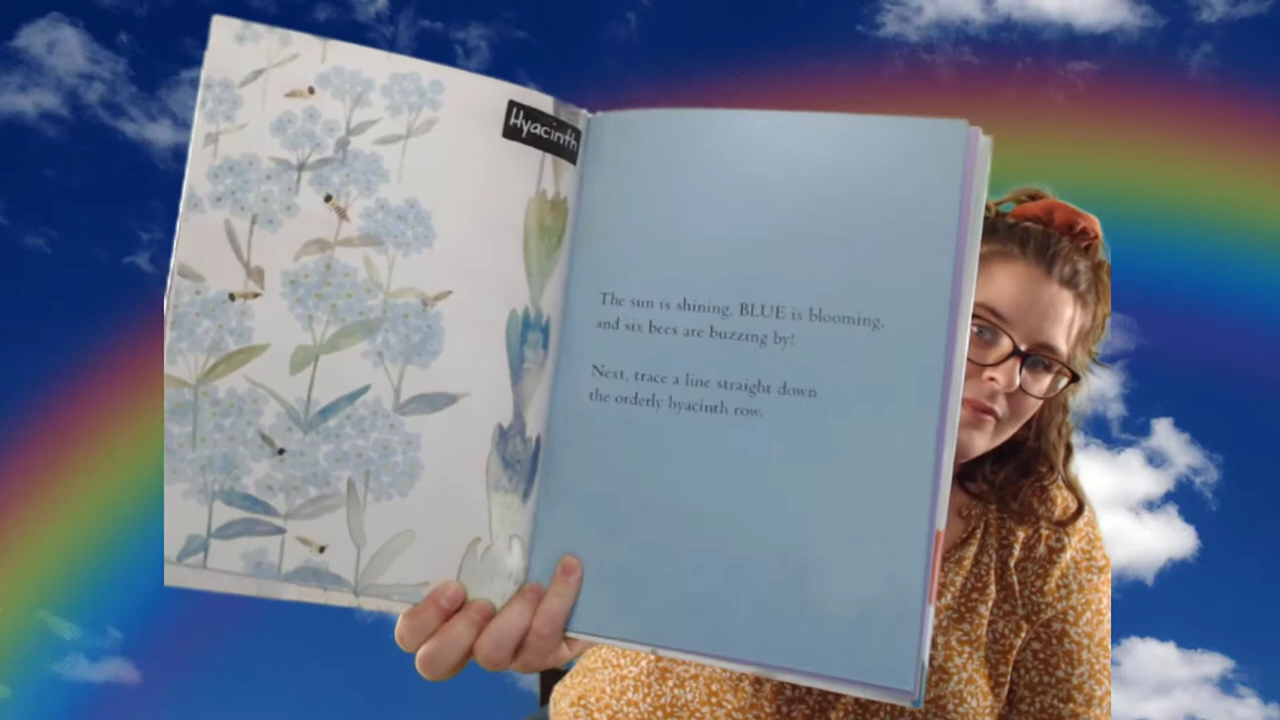 Hyacinth
The sun is shining, BLUE is blooming,
and six bees are buzzing by!
Next, trace a line straight down
the orderly hyacinth row.